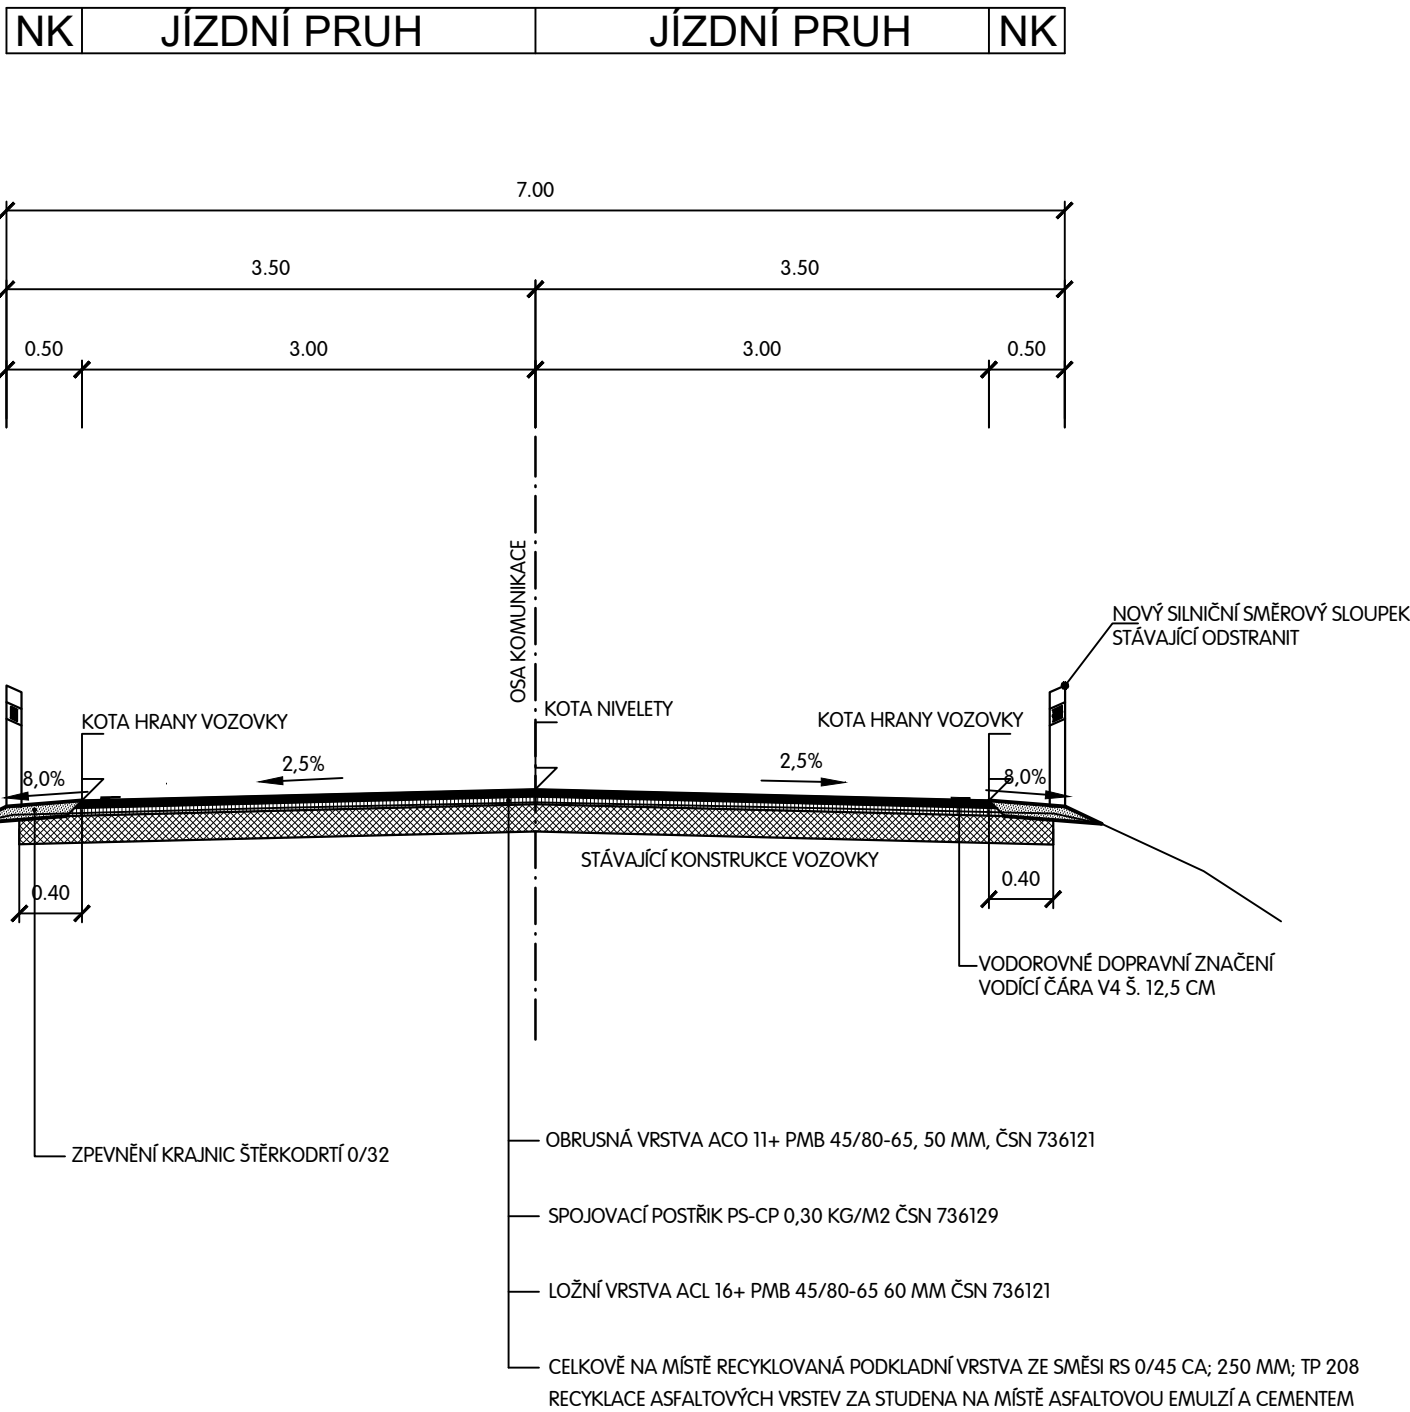 NK JÍZDNÍ PRUH JÍZDNÍ PRUH NK
7.00
3.50 3.50
0.50 3.00 3.00 0.50
OSA KOMUNIKACE
NOVÝ SILNIČNÍ SMĚROVÝ SLOUPEK
STÁVAJÍCÍ ODSTRANIT
KOTA HRANY VOZOVKY KOTA NIVELETY KOTA HRANY VOZOVKY
8,0% 2,5% 2,5% 8,0%
STÁVAJÍCÍ KONSTRUKCE VOZOVKY
0.40 0.40
VODOROVNÉ DOPRAVNÍ ZNAČENÍ
VODÍCÍ ČÁRA V4 Š. 12,5 CM
ZPEVNĚNÍ KRAJNIC ŠTĚRKODRTÍ 0/32
OBRUSNÁ VRSTVA ACO 11+ PMB 45/80-65, 50 MM, ČSN 736121
SPOJOVACÍ POSTŘIK PS-CP 0,30 KG/M2 ČSN 736129
LOŽNÍ VRSTVA ACL 16+ PMB 45/80-65 60 MM ČSN 736121
CELKOVĚ NA MÍSTĚ RECYKLOVANÁ PODKLADNÍ VRSTVA ZE SMĚSI RS 0/45 CA; 250 MM; TP 208
RECYKLACE ASFALTOVÝCH VRSTEV ZA STUDENA NA MÍSTĚ ASFALTOVOU EMULZÍ A CEMENTEM